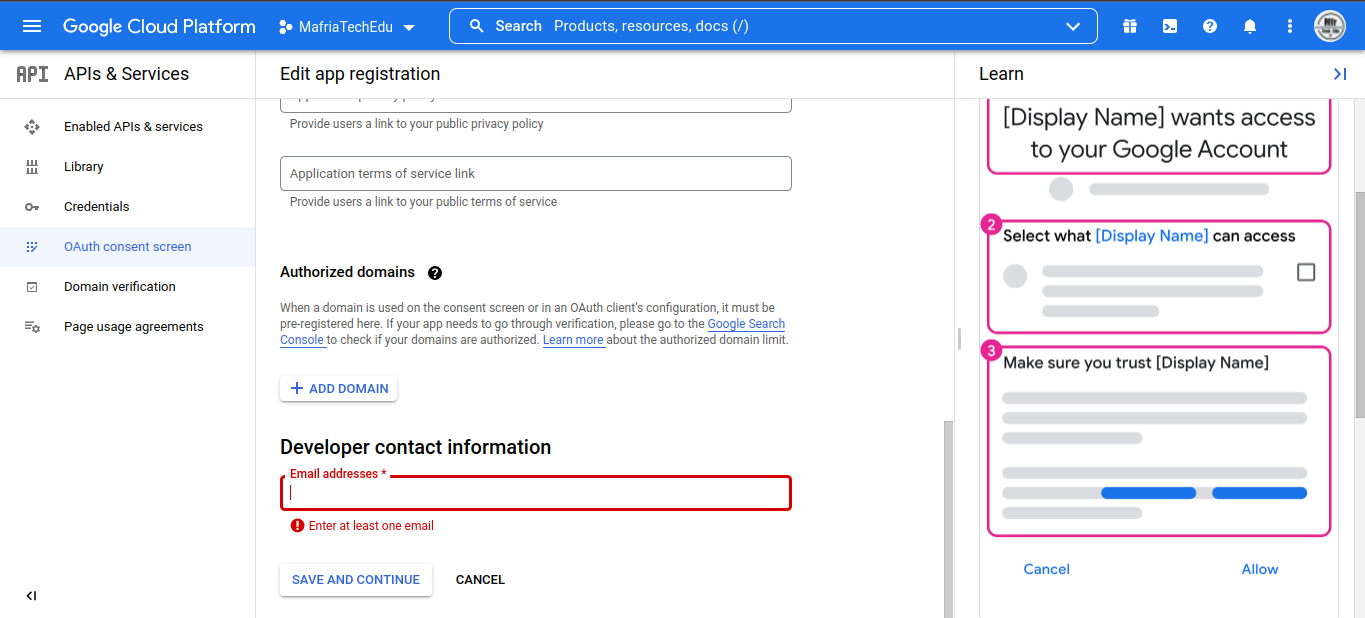 Google Cloud Platform
MafriaTechEdu
Search Products, resources, docs (/)
API APIs & Services
Enabled APIs & services
Library
Credentials
OAuth consent screen
Domain verification
Page usage agreements
Edit app registration
Provide users a link to your public privacy policy
Application terms of service link
Provide users a link to your public terms of service
Authorized domains
When a domain is used on the consent screen or in an OAuth client's configuration, it must be
pre-registered here. If your app needs to go through verification, please go to the Google Search
Console to check if your domains are authorized. Learn more about the authorized domain limit.
ADD DOMAIN
Developer contact information
Email addresses *
Enter at least one email
SAVE AND CONTINUE CANCEL
Learn
[Display Name] wants access
to your Google Account
2
Select what [Display Name] can access
3
Make sure you trust [Display Name]
Cancel Allow